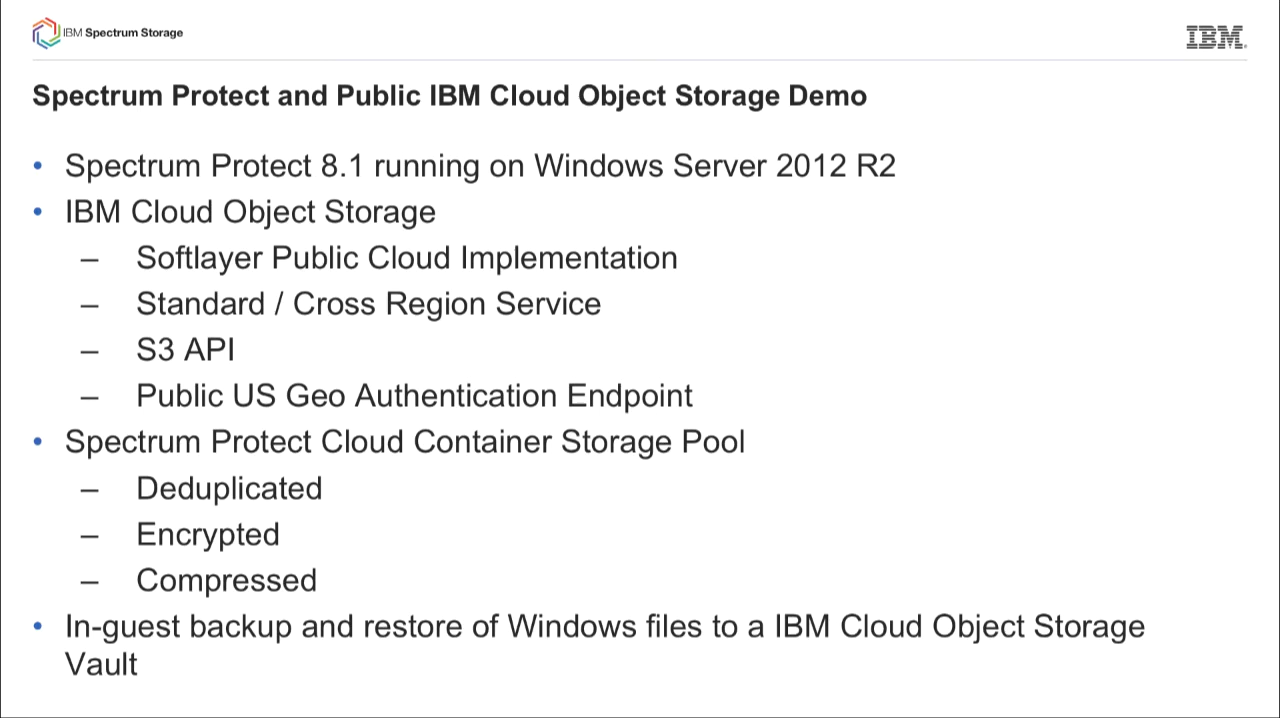 IBM Spectrum Storage
IBM
Spectrum Protect and Public IBM Cloud Object Storage Demo
• Spectrum Protect 8.1 running on Windows Server 2012 R2
• IBM Cloud Object Storage
– Softlayer Public Cloud Implementation
– Standard / Cross Region Service
– S3 API
– Public US Geo Authentication Endpoint
• Spectrum Protect Cloud Container Storage Pool
– Deduplicated
– Encrypted
– Compressed
• In-guest backup and restore of Windows files to a IBM Cloud Object Storage
Vault